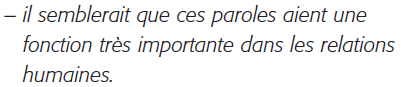 – il semblerait que ces paroles aient une
fonction très importante dans les relations
humaines.